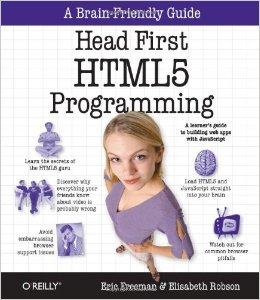 A Brain-Friendly Guide
Head First
HTML5
Programming
A learner's guide
to building web apps
with JavaScript
Learn the secrets
of the HTML5 guru
Discover why
everything your
friends know
about video is
probably wrong
Load HTML5 and
JavaScript straight
into your brain
Avoid
embarrassing
browser
support issues
Watch out for
common browser
pitfalls
O'REILLY®
Eric Freeman & Elisabeth Robson